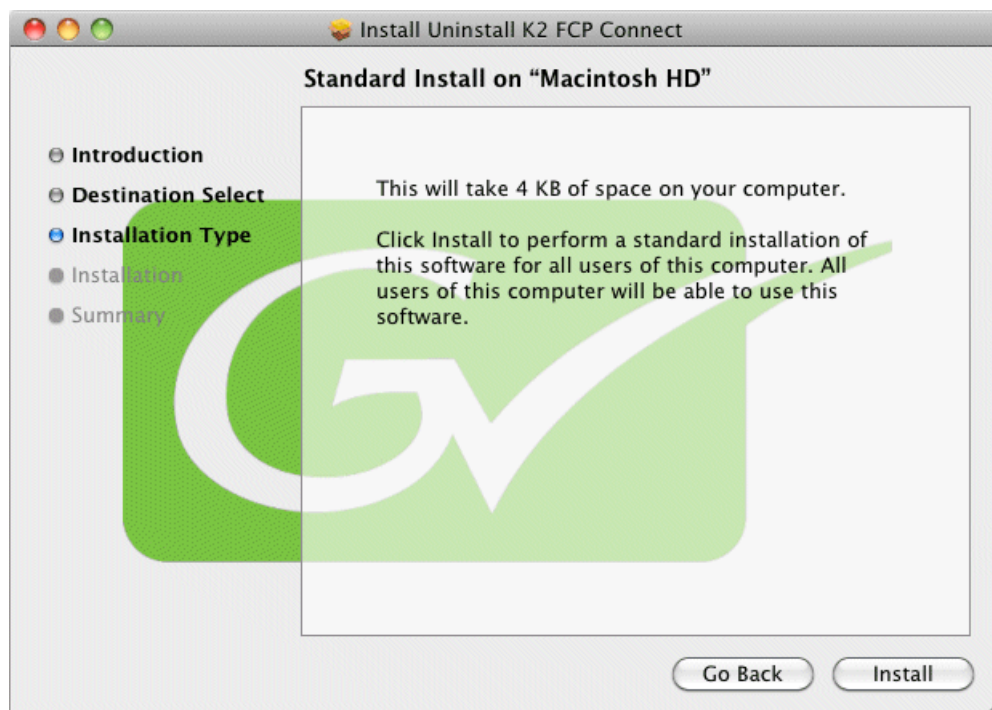 Install Uninstall K2 FCP Connect
Standard Install on “Macintosh HD”
Introduction
Destination Select
Installation Type
Installation
Summary
This will take 4 KB of space on your computer.
Click Install to perform a standard installation of
this software for all users of this computer. All
users of this computer will be able to use this
software.
Go Back
Install